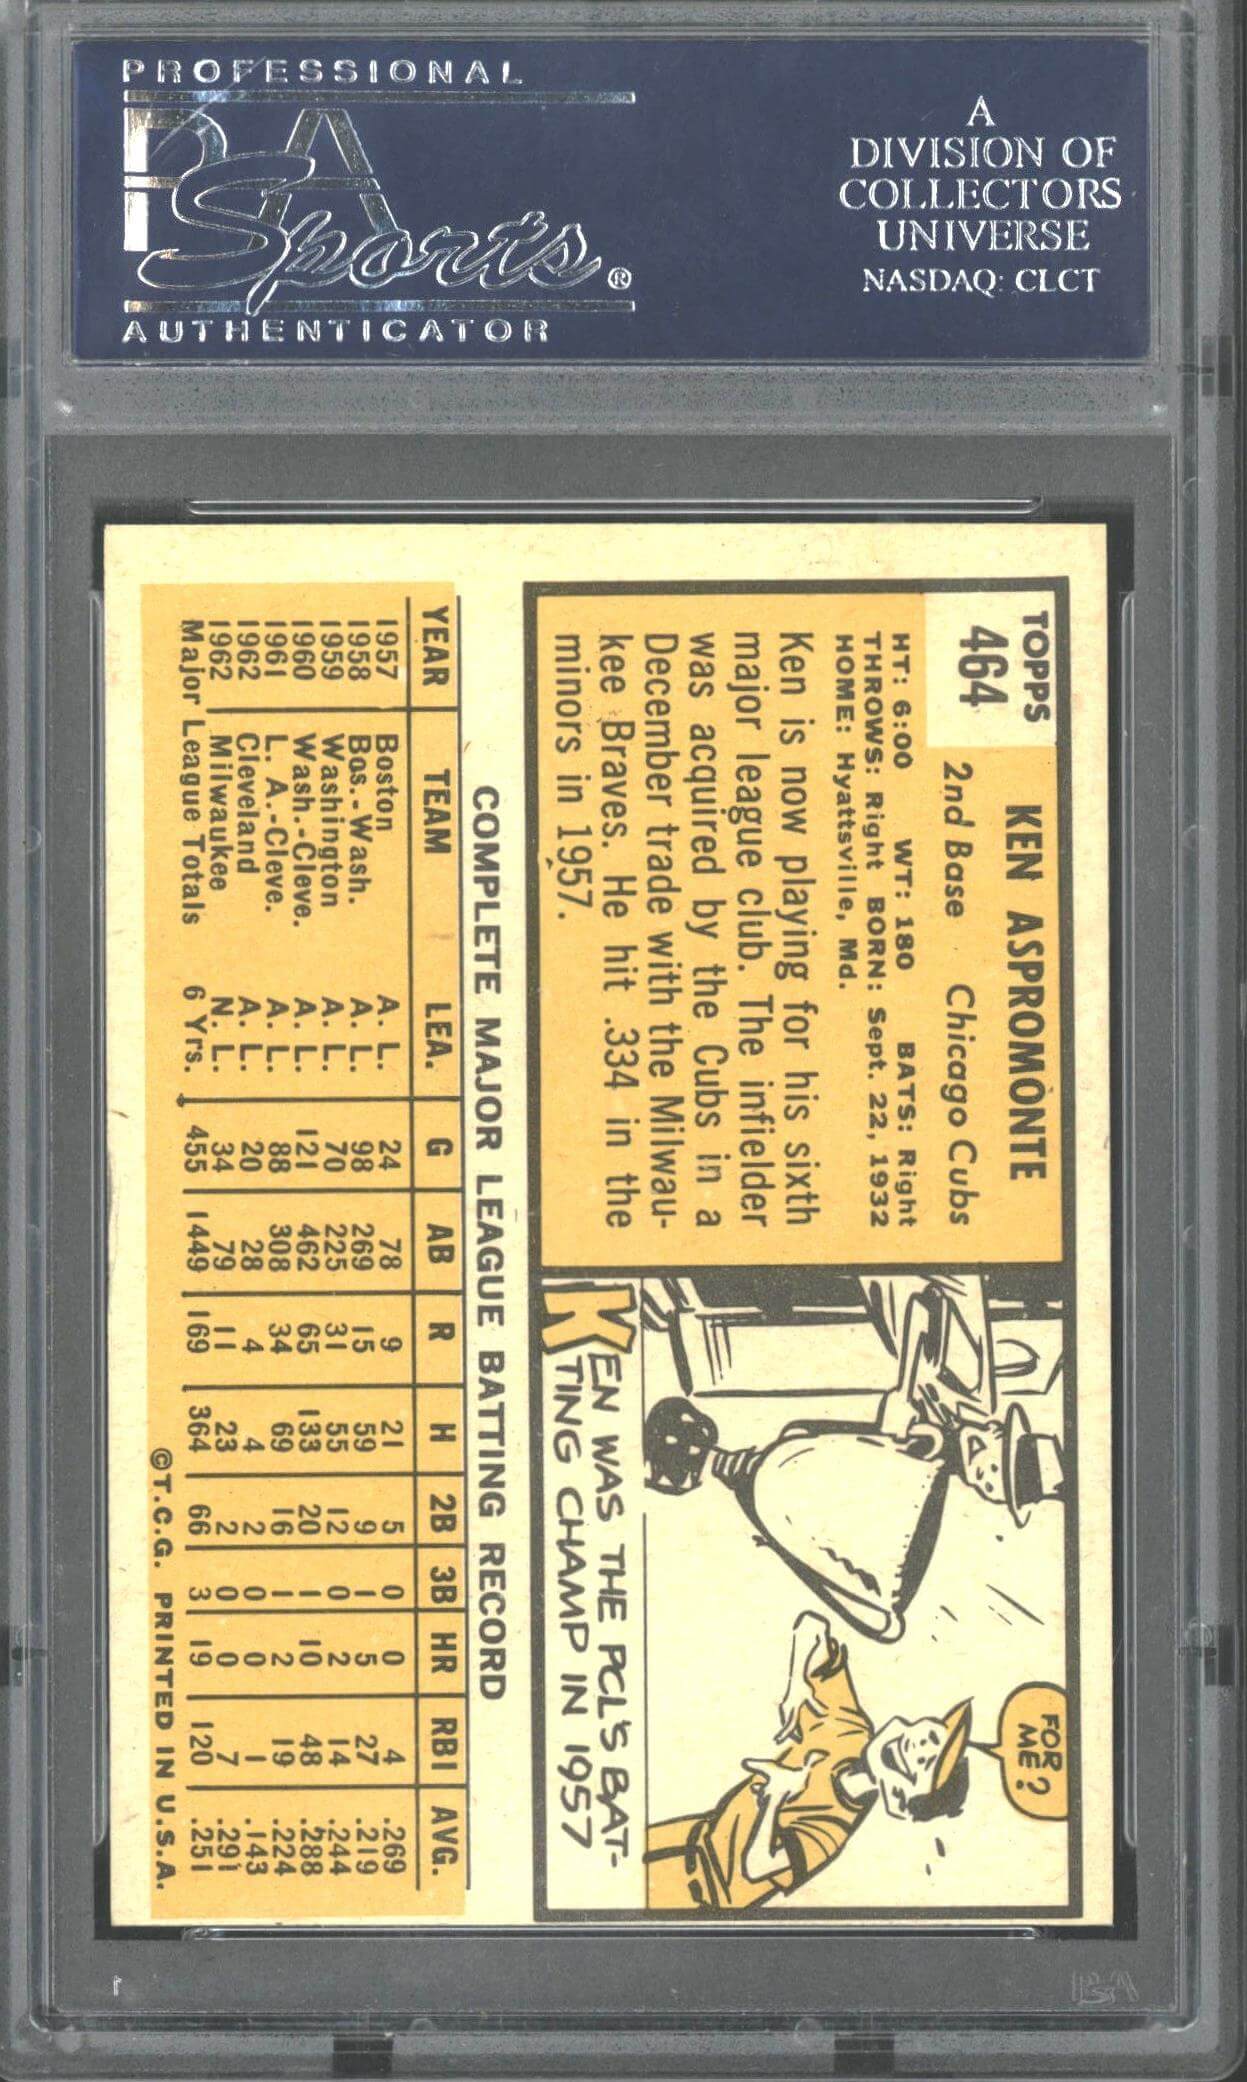 PROFESSIONAL
PSA
Sports®
AUTHENTICATOR
A
DIVISION OF
COLLECTORS
UNIVERSE
NASDAQ: CLCT
TOPPS
464
KEN ASPROMONTE
2nd Base Chicago Cubs
HT: 6:00 WT: 180 BATS: Right
THROWS: Right BORN: Sept. 22, 1932
HOME: Hyattsville, Md.
Ken is now playing for his sixth
major league club. The infielder
was acquired by the Cubs in a
December trade with the Milwau-
kee Braves. He hit .334 in the
minors in 1957.
FOR
ME?
KEN WAS THE PCL'S BAT-
TING CHAMP IN 1957
COMPLETE MAJOR LEAGUE BATTING RECORD
YEAR TEAM LEA. G AB R H 2B 3B HR RBI AVG.
1957 Boston A. L. 24 78 9 21 5 0 0 4 .269
1958 Bos.-Wash. A. L. 98 269 15 59 9 1 5 27 .219
1959 Washington A. L. 70 225 31 55 12 0 2 14 .244
1960 Wash.-Cleve. A. L. 121 462 65 133 20 1 10 48 .288
1961 L. A.-Cleve. A. L. 88 308 34 69 16 1 2 19 .224
1962 Cleveland A. L. 20 28 4 4 2 0 0 1 .143
1962 Milwaukee N. L. 34 79 11 23 2 0 0 7 .291
Major League Totals 6 Yrs. 455 1449 169 364 66 3 19 120 .251
©T.C.G. PRINTED IN U.S.A.
PSA
1